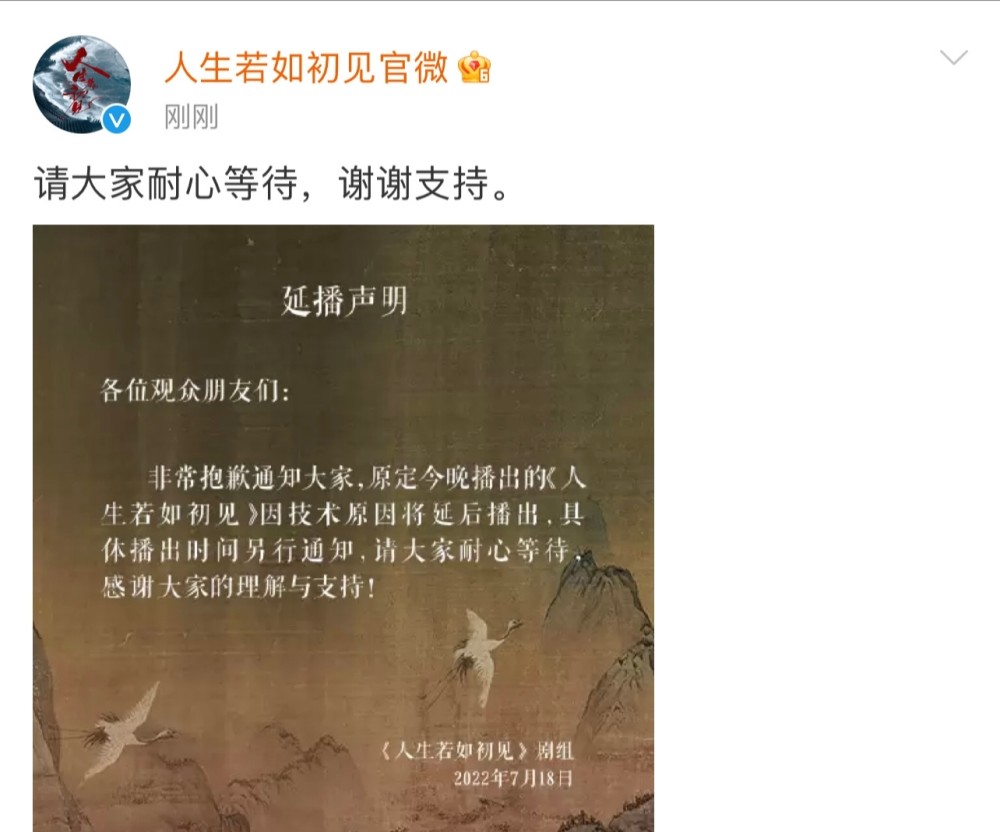 人生若如初见官微
刚刚
请大家耐心等待，谢谢支持。
延播声明
各位观众朋友们：
非常抱歉通知大家，原定今晚播出的《人
生若如初见》因技术原因将延后播出，具
体播出时间另行通知，请大家耐心等待，
感谢大家的理解与支持！
《人生若如初见》剧组
2022年7月18日